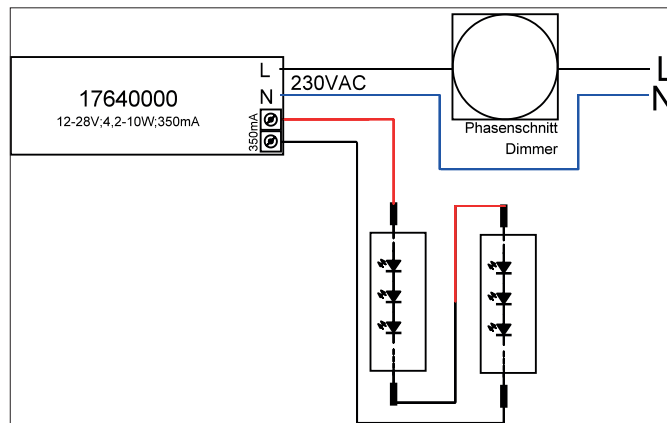 L
230VAC
L
17640000
N
N
12-28V;4,2-10W;350mA
350mA
Phasenschnitt
Dimmer